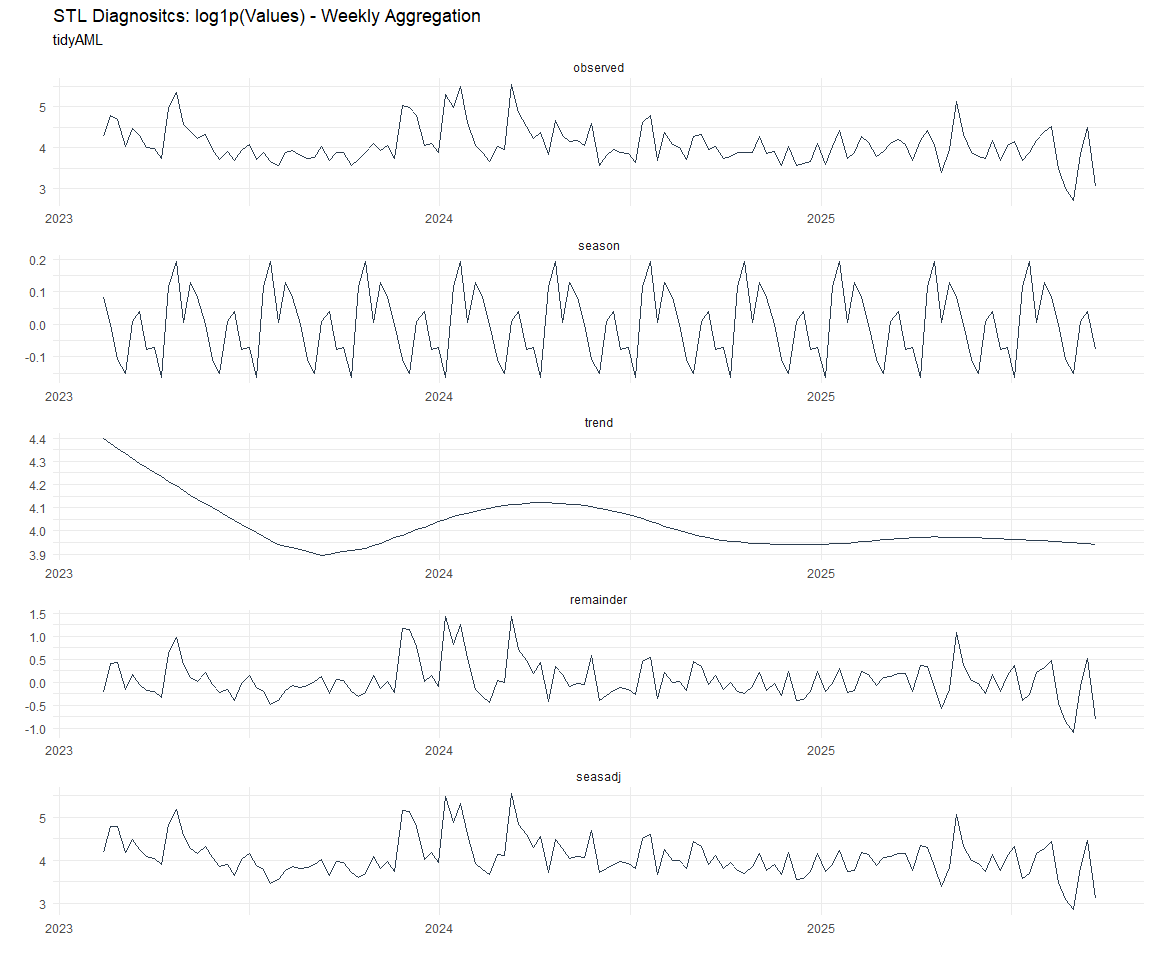 STL Diagnositcs: log1p(Values) - Weekly Aggregation
tidyAML
observed
5
4
3
2023 2024 2025
season
0.2
0.1
0.0
-0.1
2023 2024 2025
trend
4.4
4.3
4.2
4.1
4.0
3.9
2023 2024 2025
remainder
1.5
1.0
0.5
0.0
-0.5
-1.0
2023 2024 2025
seasadj
5
4
3
2023 2024 2025